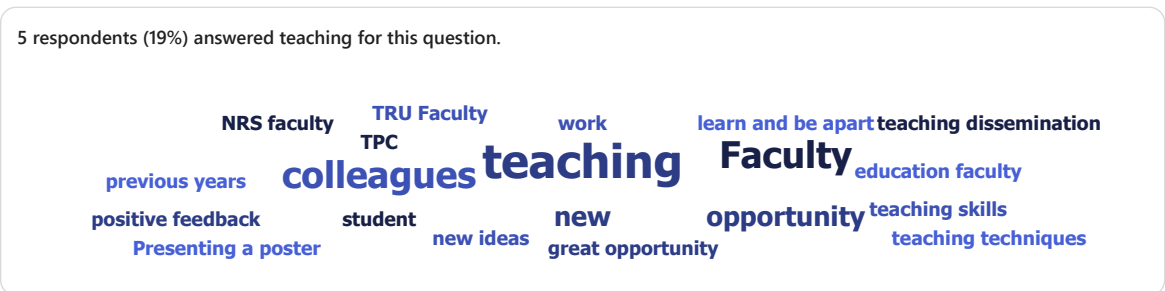 5 respondents (19%) answered teaching for this question.
TRU Faculty
NRS faculty
work
learn and be apart
teaching dissemination
TPC
teaching
Faculty
colleagues
education faculty
previous years
positive feedback
student
new
opportunity
teaching skills
new ideas
teaching techniques
Presenting a poster
great opportunity